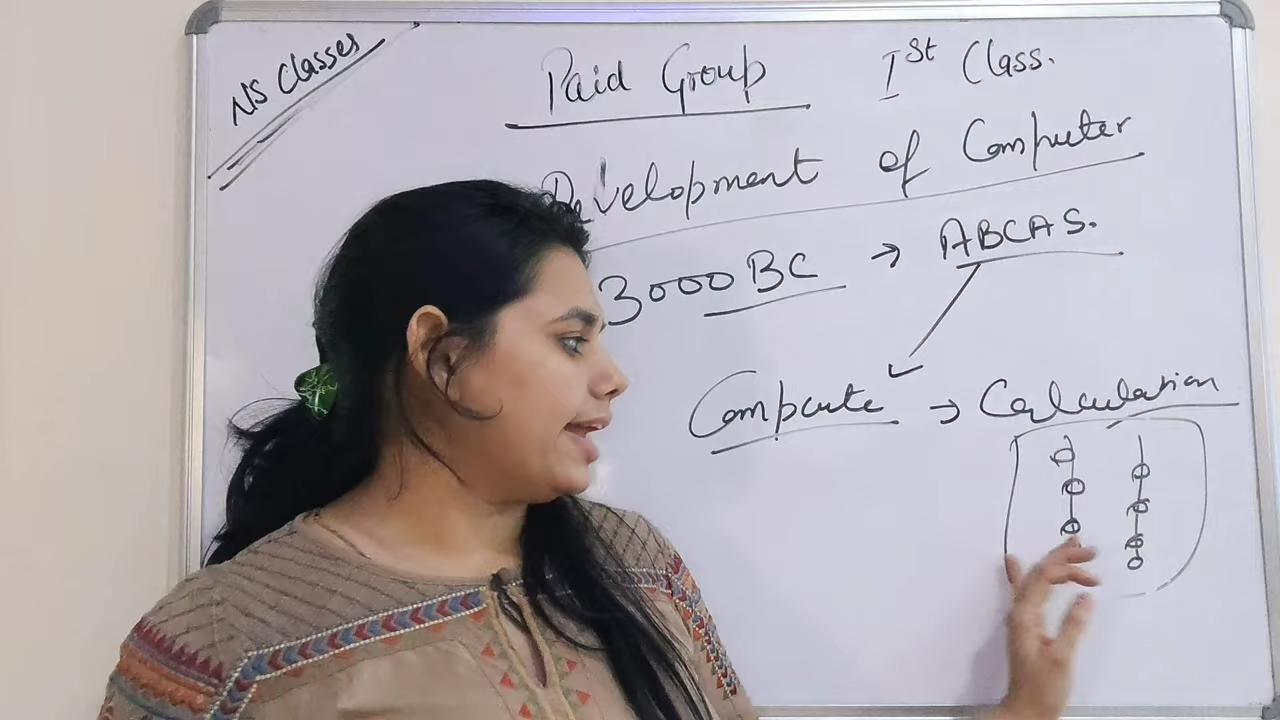 NS Classes
Paid Group Ist Class.
Development of Computer
3000 BC → ABCAS.
Compute → Calculation